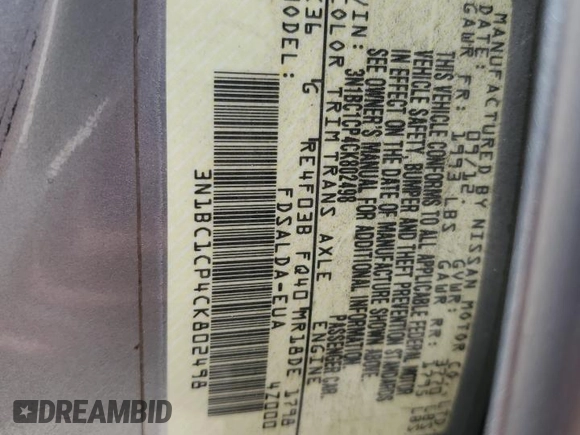 MANUFACTURED BY NISSAN MOTOR CO.
DATE: 09/12
GAWR FR: 1993 LBS GAWR RR:
THIS VEHICLE CONFORMS TO ALL APPLICABLE FEDERAL MOTOR
VEHICLE SAFETY, BUMPER AND THEFT PREVENTION STANDARDS
IN EFFECT ON THE DATE OF MANUFACTURE SHOWN ABOVE.
SEE OWNER'S MANUAL FOR ADDITIONAL INFORMATION
VIN: 3N1BC1CP4CK802498 PASSENGER CAR
COLOR TRIM TRANS AXLE ENGINE
G RE4F03B FQ40 MR18DE 1798
MODEL: FDSALDA-EUA 4Z000
3N1BC1CP4CK802498
DREAMBID